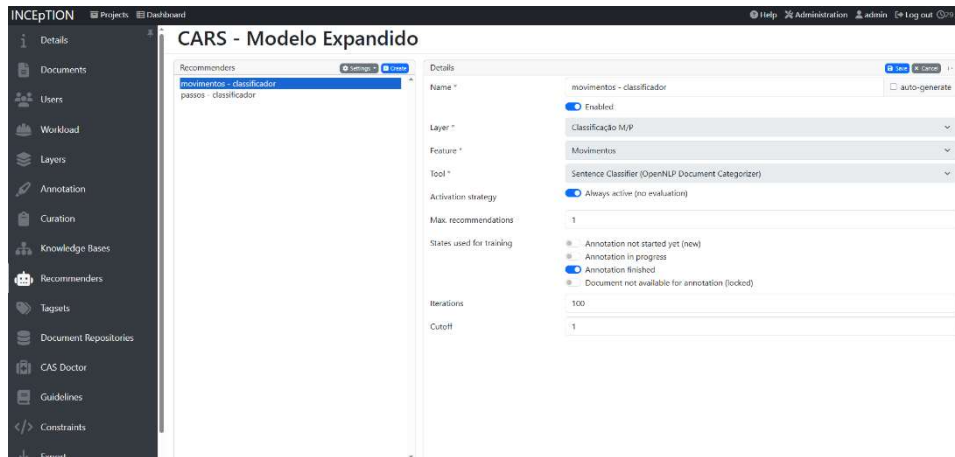 INCEpTION Projects Dashboard Help Administration admin Log out 29
Details
Documents
Users
Workload
Layers
Annotation
Curation
Knowledge Bases
Recommenders
Tagsets
Document Repositories
CAS Doctor
Guidelines
Constraints
Export
CARS - Modelo Expandido
Recommenders Settings Create
movimentos - classificador
passos - classificador
Details Save Cancel
Name * movimentos - classificador auto-generate
Enabled
Layer * Classificação M/P
Feature * Movimentos
Tool * Sentence Classifier (OpenNLP Document Categorizer)
Activation strategy Always active (no evaluation)
Max. recommendations 1
States used for training Annotation not started yet (new)
Annotation in progress
Annotation finished
Document not available for annotation (locked)
Iterations 100
Cutoff 1